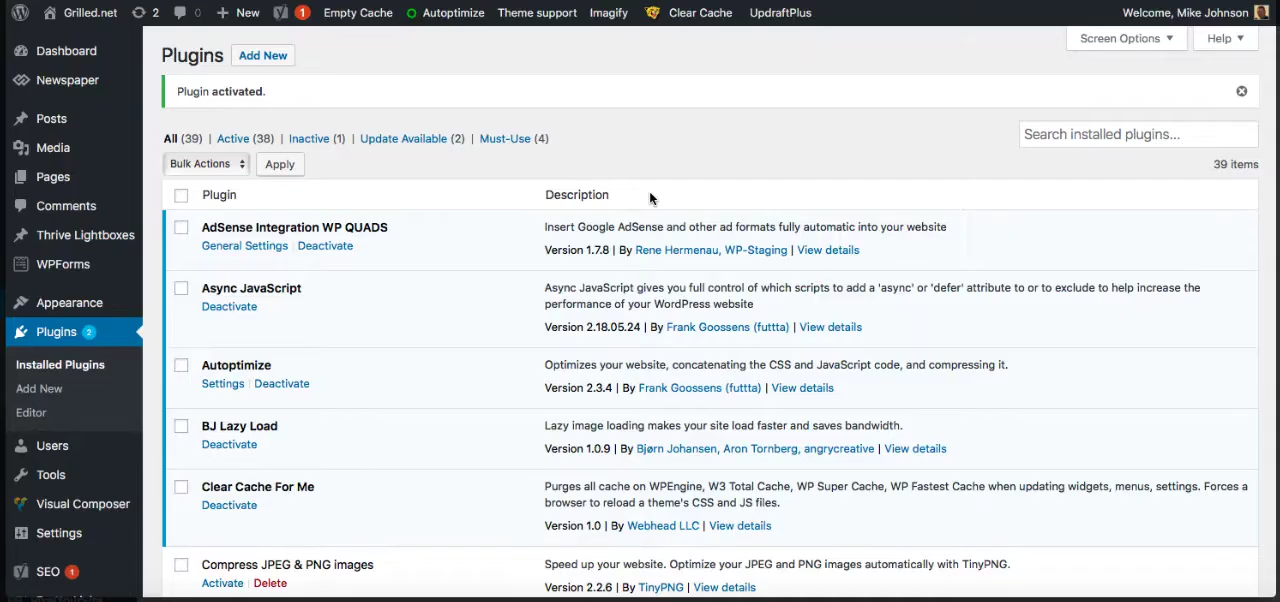 Grilled.net 2 0 New 1 Empty Cache Autoptimize Theme support Imagify Clear Cache UpdraftPlus Welcome, Mike Johnson
Screen Options Help
Dashboard
Newspaper
Posts
Media
Pages
Comments
Thrive Lightboxes
WPForms
Appearance
Plugins 2
Installed Plugins
Add New
Editor
Users
Tools
Visual Composer
Settings
SEO 1
Plugins Add New
Plugin activated.
All (39) | Active (38) | Inactive (1) | Update Available (2) | Must-Use (4)
Search installed plugins...
Bulk Actions Apply
39 items
Plugin Description
AdSense Integration WP QUADS
General Settings | Deactivate
Insert Google AdSense and other ad formats fully automatic into your website
Version 1.7.8 | By Rene Hermenau, WP-Staging | View details
Async JavaScript
Deactivate
Async JavaScript gives you full control of which scripts to add a 'async' or 'defer' attribute to or to exclude to help increase the
performance of your WordPress website
Version 2.18.05.24 | By Frank Goossens (futtta) | View details
Autoptimize
Settings | Deactivate
Optimizes your website, concatenating the CSS and JavaScript code, and compressing it.
Version 2.3.4 | By Frank Goossens (futtta) | View details
BJ Lazy Load
Deactivate
Lazy image loading makes your site load faster and saves bandwidth.
Version 1.0.9 | By Bjørn Johansen, Aron Tornberg, angrycreative | View details
Clear Cache For Me
Deactivate
Purges all cache on WPEngine, W3 Total Cache, WP Super Cache, WP Fastest Cache when updating widgets, menus, settings. Forces a
browser to reload a theme's CSS and JS files.
Version 1.0 | By Webhead LLC | View details
Compress JPEG & PNG images
Activate | Delete
Speed up your website. Optimize your JPEG and PNG images automatically with TinyPNG.
Version 2.2.6 | By TinyPNG | View details